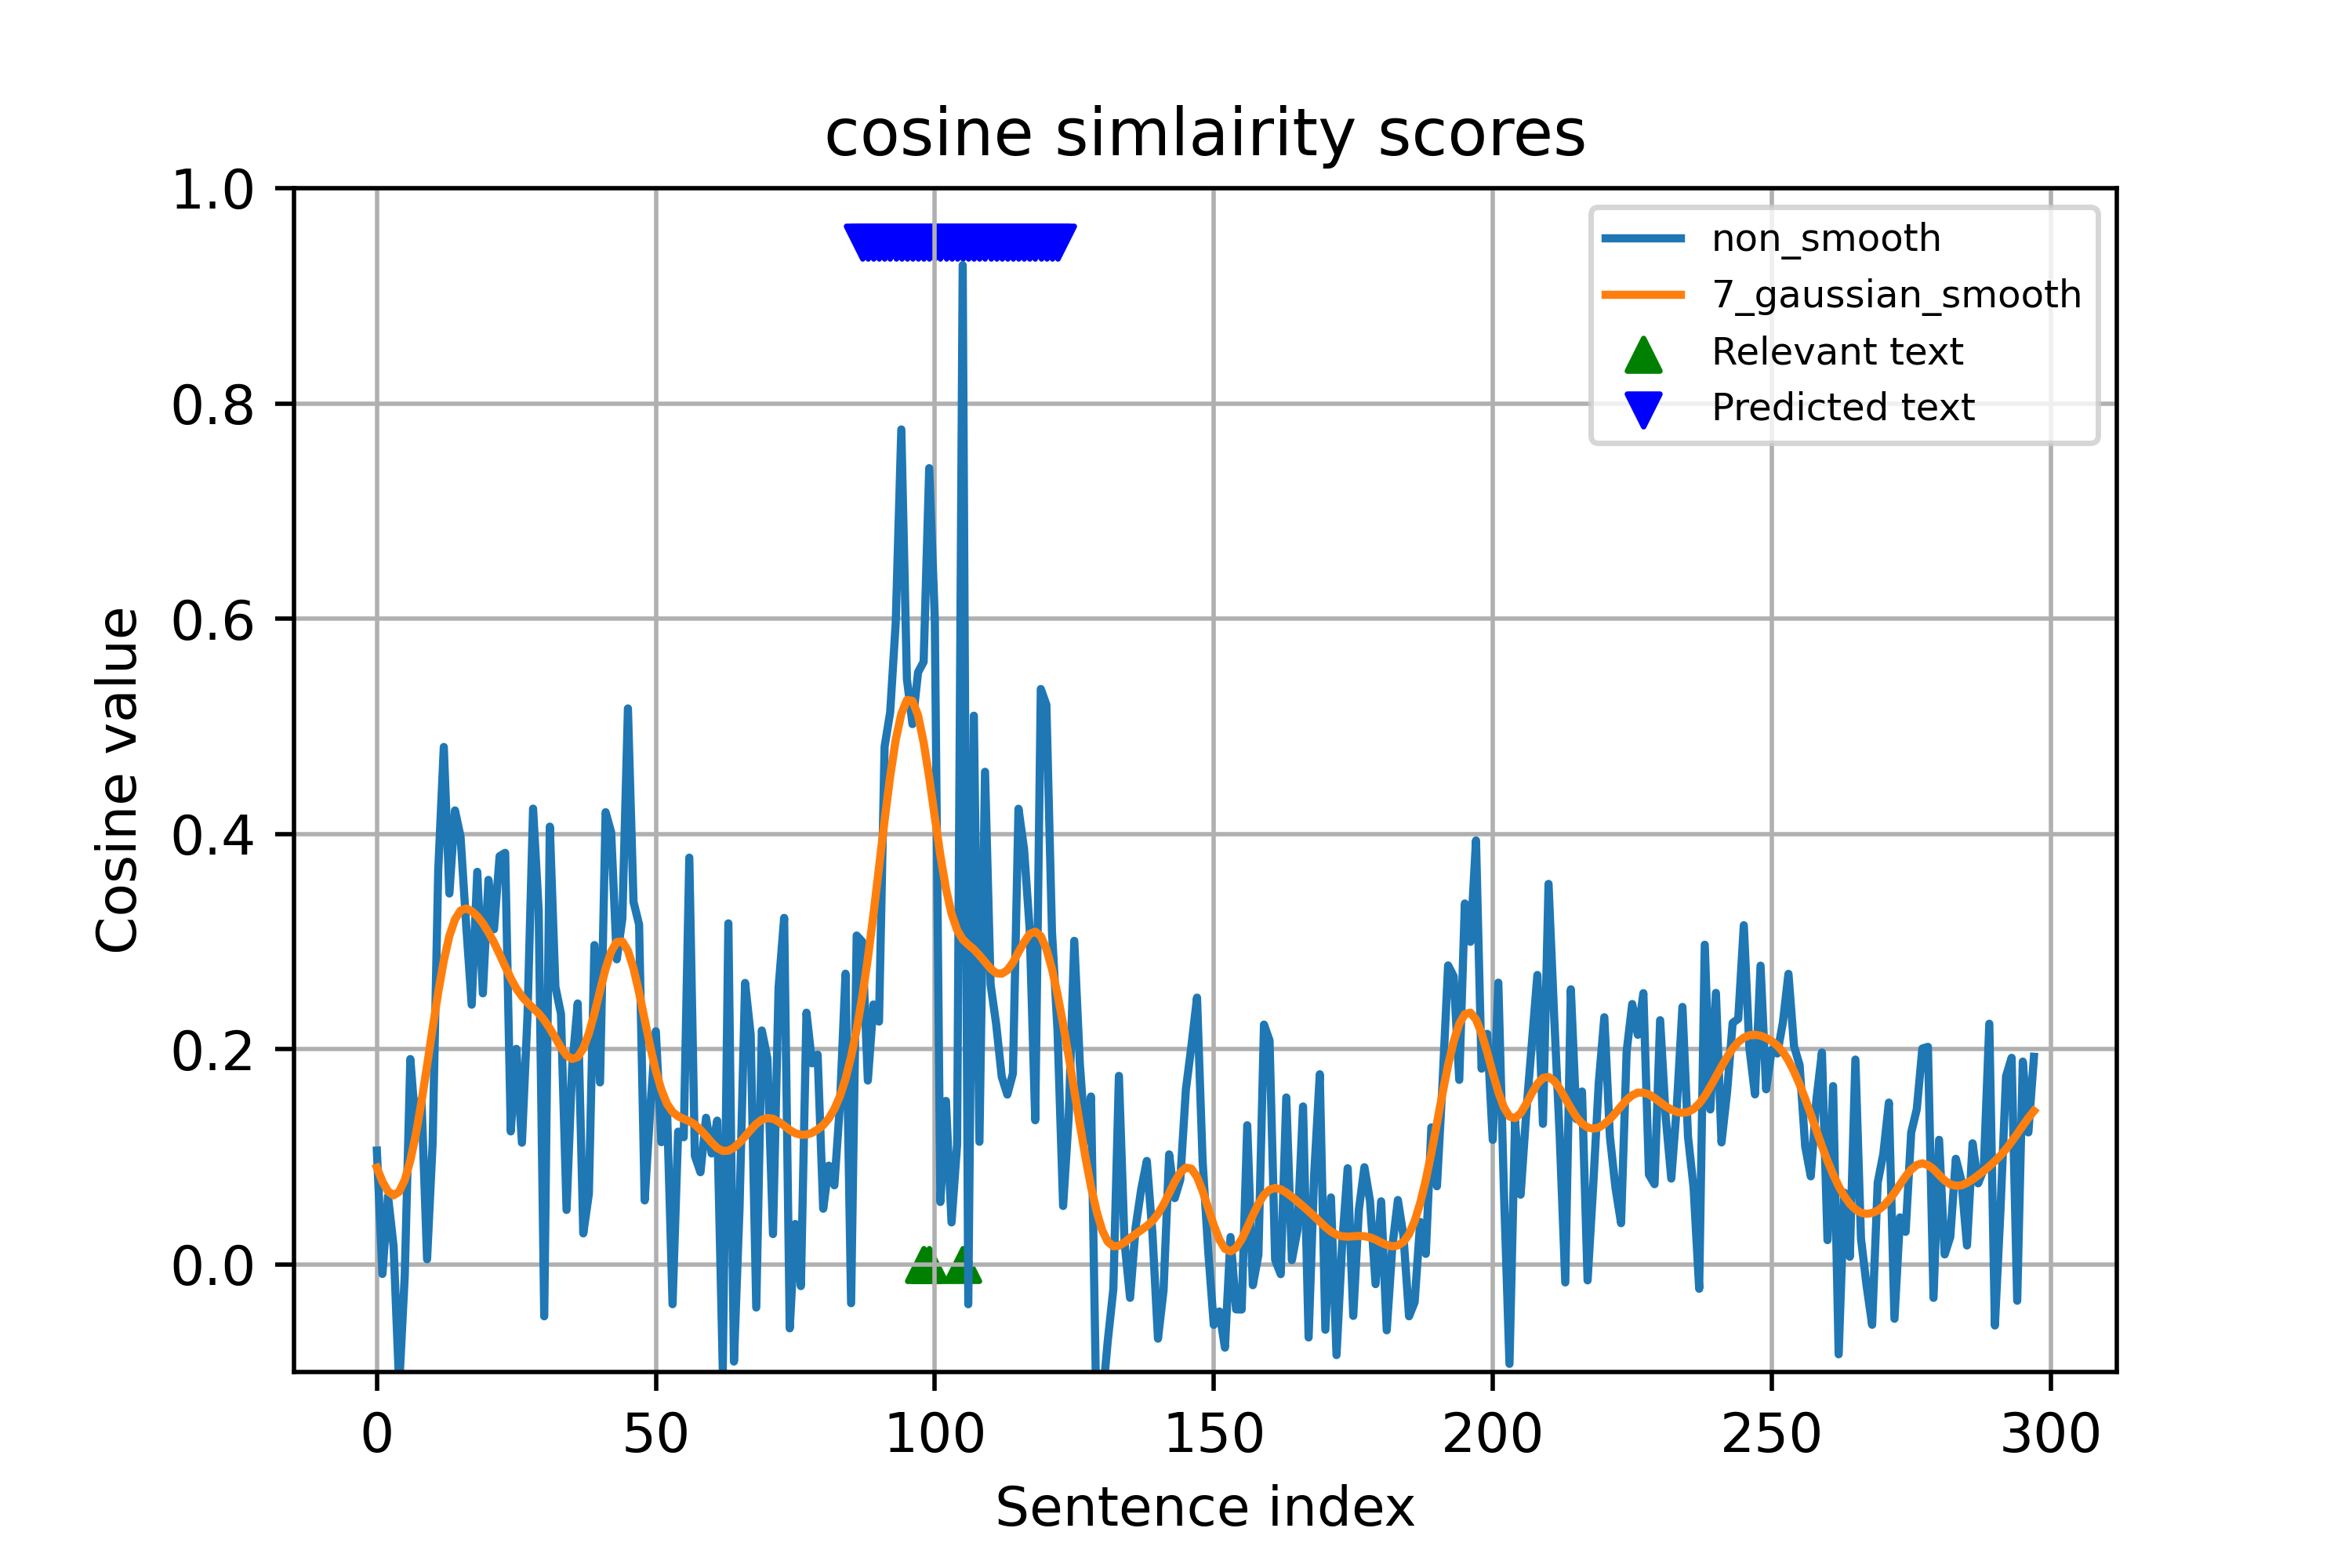 cosine simlairity scores
1.0
0.8
0.6
0.4
0.2
0.0
Cosine value
non_smooth
7_gaussian_smooth
Relevant text
Predicted text
0 50 100 150 200 250 300
Sentence index